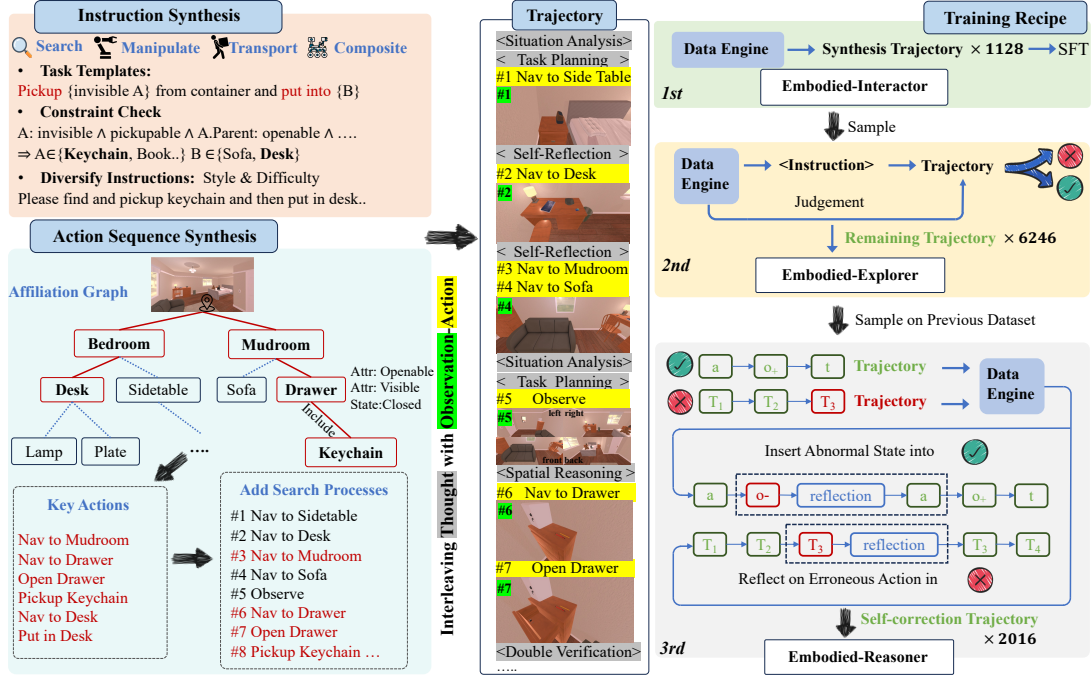 Instruction Synthesis
Search Manipulate Transport Composite
• Task Templates:
Pickup {invisible A} from container and put into {B}
• Constraint Check
A: invisible ∧ pickupable ∧ A.Parent: openable ∧ ….
⇒ A∈{Keychain, Book..} B ∈{Sofa, Desk}
• Diversify Instructions: Style & Difficulty
Please find and pickup keychain and then put in desk..
Action Sequence Synthesis
Affiliation Graph
Bedroom
Mudroom
Desk
Sidetable
Sofa
Drawer
Attr: Openable
Attr: Visible
State:Closed
Include
Lamp
Plate
….
Keychain
Key Actions
Nav to Mudroom
Nav to Drawer
Open Drawer
Pickup Keychain
Nav to Desk
Put in Desk
Add Search Processes
#1 Nav to Sidetable
#2 Nav to Desk
#3 Nav to Mudroom
#4 Nav to Sofa
#5 Observe
#6 Nav to Drawer
#7 Open Drawer
#8 Pickup Keychain …
Interleaving Thought with Observation-Action
Trajectory
<Situation Analysis>
< Task Planning >
#1 Nav to Side Table
#1
< Self-Reflection >
#2 Nav to Desk
#2
< Self-Reflection >
#3 Nav to Mudroom
#4 Nav to Sofa
#4
<Situation Analysis>
< Task Planning >
#5 Observe
#5
left right
front back
<Spatial Reasoning >
#6 Nav to Drawer
#6
#7 Open Drawer
#7
<Double Verification>
.....
Training Recipe
Data Engine
Synthesis Trajectory × 1128
SFT
1st
Embodied-Interactor
Sample
Data
Engine
<Instruction>
Trajectory
Judgement
Remaining Trajectory × 6246
2nd
Embodied-Explorer
Sample on Previous Dataset
a
o+
t
Trajectory
T1
T2
T3
Trajectory
Data
Engine
Insert Abnormal State into
a
o-
reflection
a
o+
t
T1
T2
T3
reflection
T3
T4
Reflect on Erroneous Action in
Self-correction Trajectory
× 2016
3rd
Embodied-Reasoner